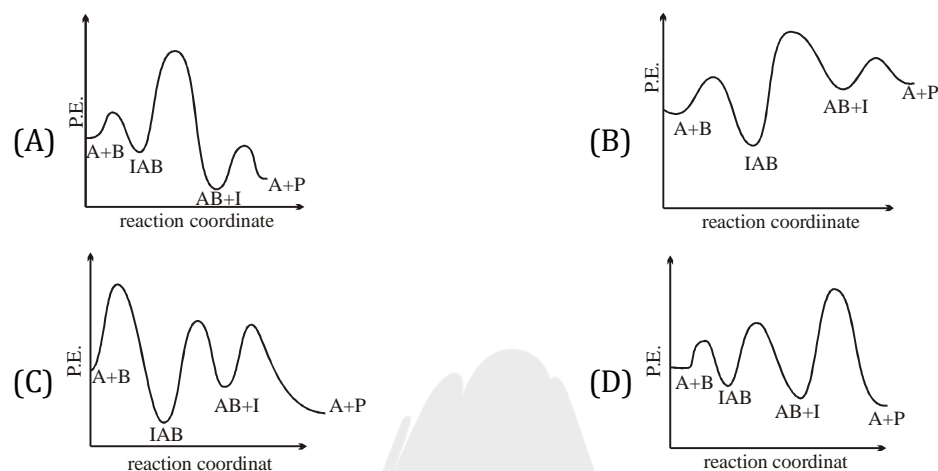 (A)
P.E.
A+B
IAB
AB+I
A+P
reaction coordinate
(B)
P.E.
A+B
IAB
AB+I
A+P
reaction coordiinate
(C)
P.E.
A+B
IAB
AB+I
A+P
reaction coordinat
(D)
P.E.
A+B
IAB
AB+I
A+P
reaction coordinat